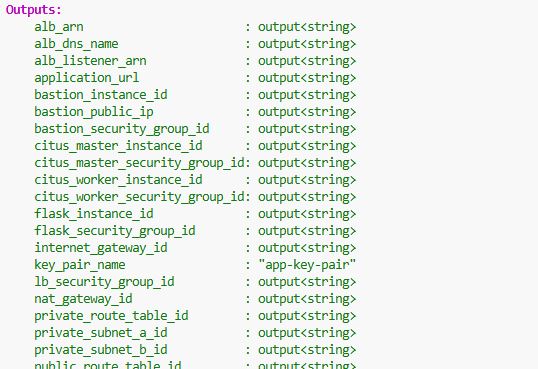 Outputs:
alb_arn : output<string>
alb_dns_name : output<string>
alb_listener_arn : output<string>
application_url : output<string>
bastion_instance_id : output<string>
bastion_public_ip : output<string>
bastion_security_group_id : output<string>
citus_master_instance_id : output<string>
citus_master_security_group_id: output<string>
citus_worker_instance_id : output<string>
citus_worker_security_group_id: output<string>
flask_instance_id : output<string>
flask_security_group_id : output<string>
internet_gateway_id : output<string>
key_pair_name : "app-key-pair"
lb_security_group_id : output<string>
nat_gateway_id : output<string>
private_route_table_id : output<string>
private_subnet_a_id : output<string>
private_subnet_b_id : output<string>
public_route_table_id : output<string>